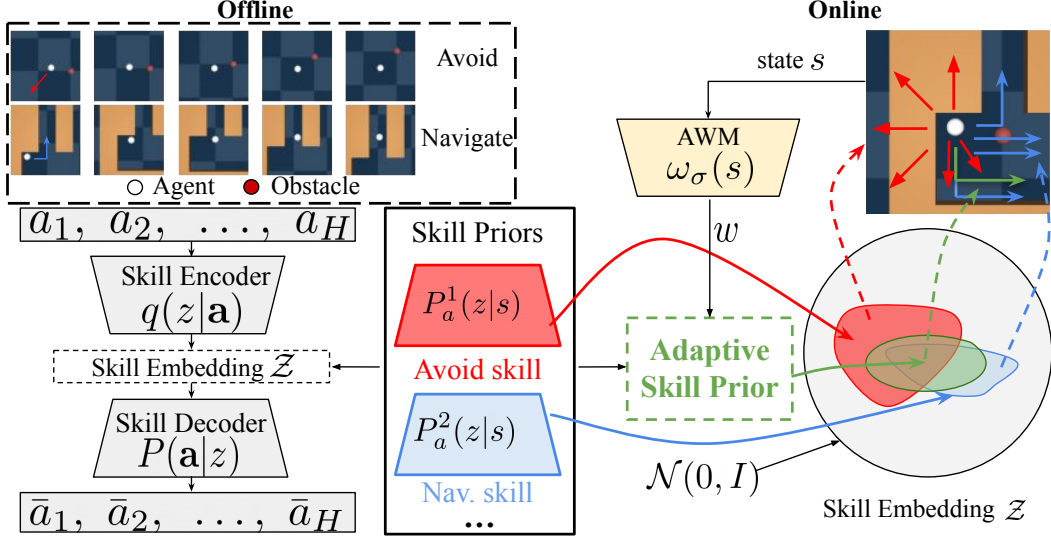 Offline
Avoid
Navigate
Agent
Obstacle
a_1, a_2, ..., a_H
Skill Encoder
q(z|𝐚)
Skill Embedding 𝒵
Skill Decoder
P(𝐚|z)
ā_1, ā_2, ..., ā_H
Skill Priors
P_a^1(z|s)
Avoid skill
P_a^2(z|s)
Nav. skill
...
Online
state s
AWM
ω_σ(s)
w
Adaptive
Skill Prior
𝒩(0, I)
Skill Embedding 𝒵